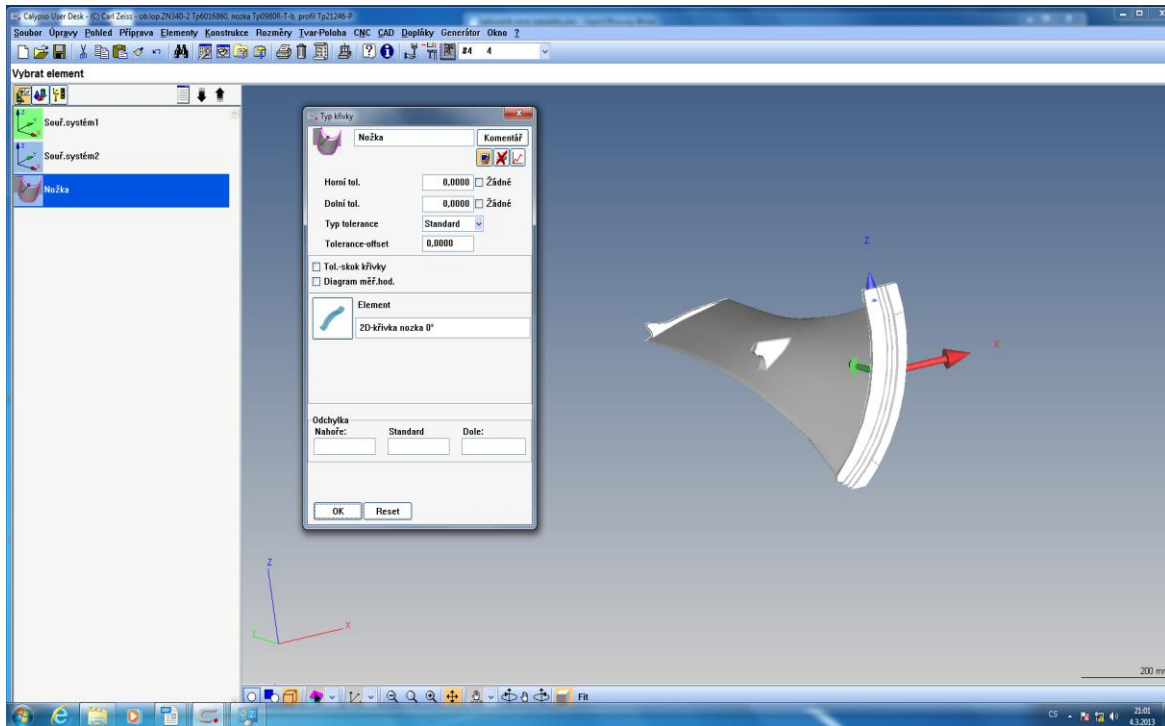 Calypso User Desk - (C) Carl Zeiss - ob.lop.ZN340-2 Tp6016860, nozka Tp0980R-T-b, profil Tp21246-P
Soubor Úpravy Pohled Příprava Elementy Konstrukce Rozměry Tvar-Poloha CNC CAD Doplňky Generátor Okno ?
#4 4
Vybrat element
Souř.systém1
Souř.systém2
Nožka
Typ křivky
Nožka Komentář
Horní tol. 0,0000 Žádné
Dolní tol. 0,0000 Žádné
Typ tolerance Standard
Tolerance-offset 0,0000
Tol.-skok křivky
Diagram měř.hod.
Element
2D-křivka nozka 0°
Odchylka
Nahoře: Standard Dole:
OK Reset
Z
X
Z
X
Y
200 mm
Fit
CS 21:01
4.3.2013